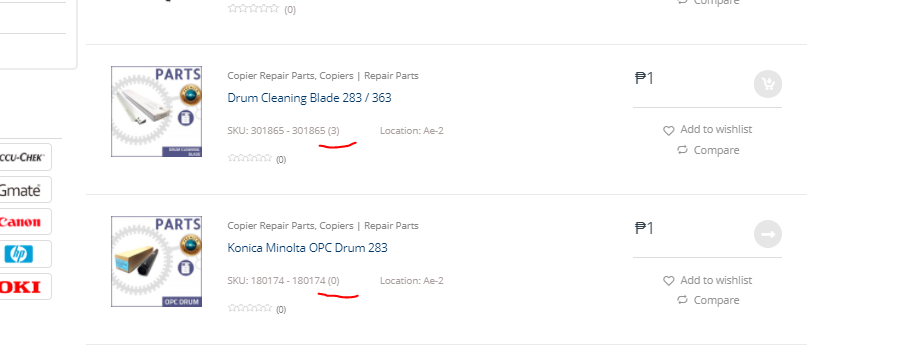 (0)
Compare
PARTS
DRUM CLEANING BLADE
Copier Repair Parts, Copiers | Repair Parts
Drum Cleaning Blade 283 / 363
SKU: 301865 - 301865 (3) Location: Ae-2
(0)
₱1
Add to wishlist
Compare
CCU-CHEK
Gmate
Canon
hp
OKI
PARTS
OPC DRUM
Copier Repair Parts, Copiers | Repair Parts
Konica Minolta OPC Drum 283
SKU: 180174 - 180174 (0) Location: Ae-2
(0)
₱1
Add to wishlist
Compare